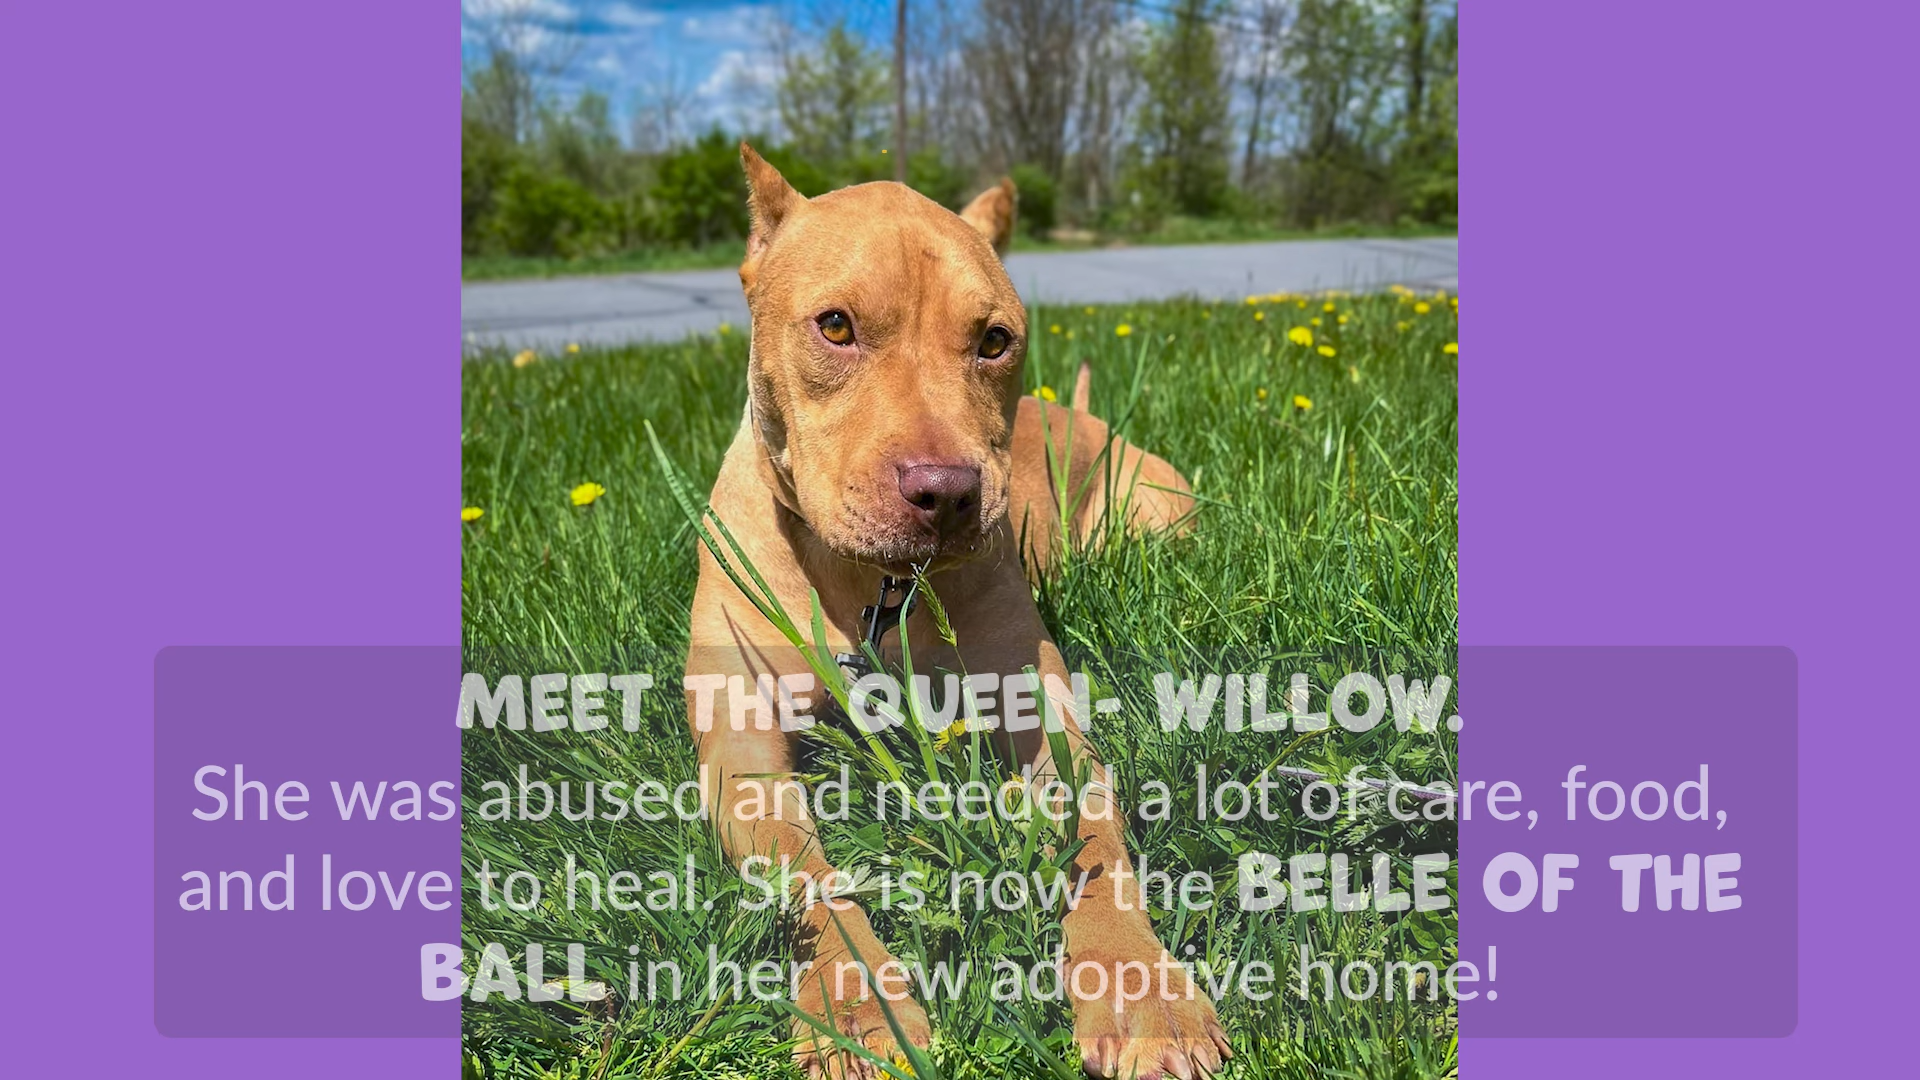 MEET THE QUEEN- WILLOW.
She was abused and needed a lot of care, food,
and love to heal. She is now the BELLE OF THE
BALL in her new adoptive home!